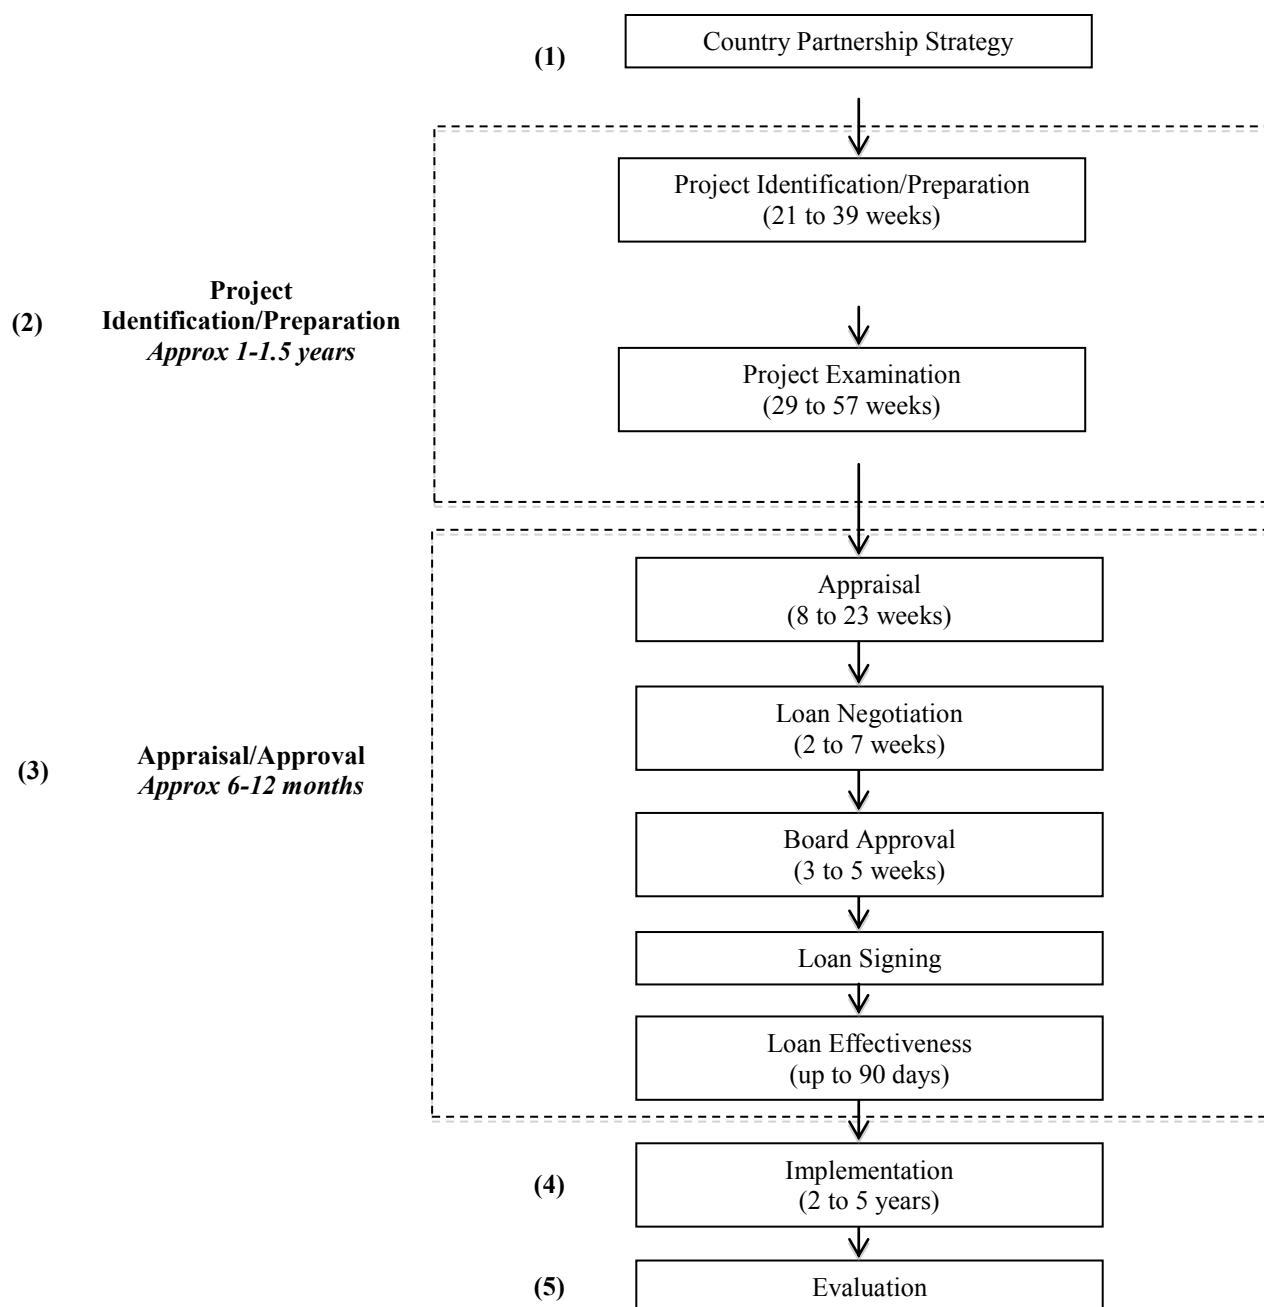 (1)
Country Partnership Strategy
Project Identification/Preparation
(21 to 39 weeks)
(2)
Project
Identification/Preparation
Approx 1-1.5 years
Project Examination
(29 to 57 weeks)
Appraisal
(8 to 23 weeks)
Loan Negotiation
(2 to 7 weeks)
(3)
Appraisal/Approval
Approx 6-12 months
Board Approval
(3 to 5 weeks)
Loan Signing
Loan Effectiveness
(up to 90 days)
(4)
Implementation
(2 to 5 years)
(5)
Evaluation